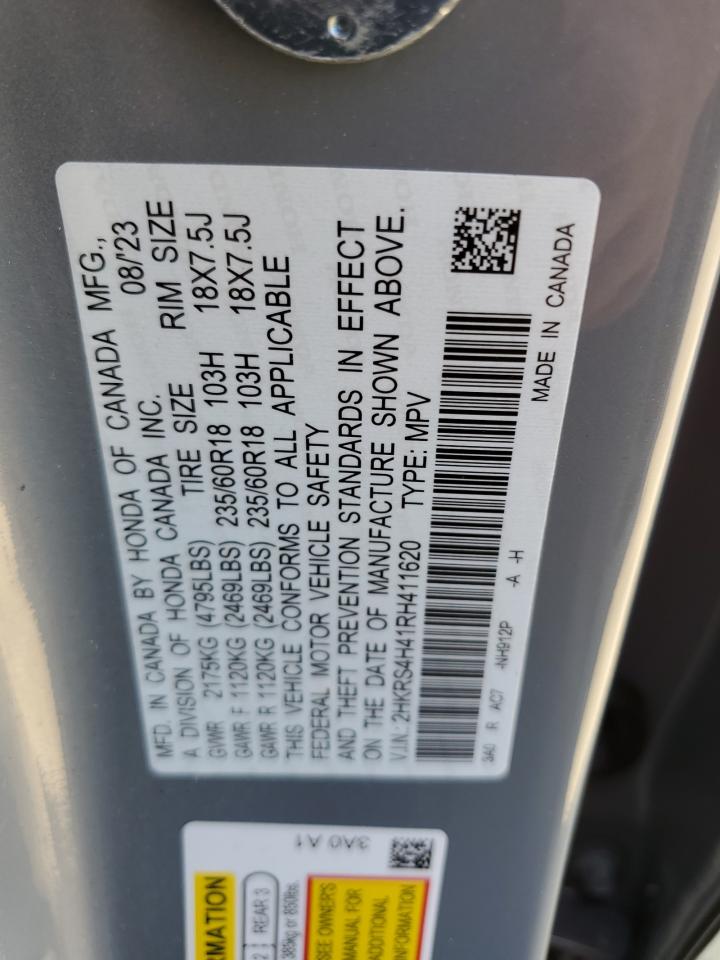 MFD. IN CANADA BY HONDA OF CANADA MFG.,
A DIVISION OF HONDA CANADA INC. 08/'23
TIRE SIZE RIM SIZE
GVWR 2175KG (4795LBS)
GAWR F 1120KG (2469LBS) 235/60R18 103H 18X7.5J
GAWR R 1120KG (2469LBS) 235/60R18 103H 18X7.5J
THIS VEHICLE CONFORMS TO ALL APPLICABLE
FEDERAL MOTOR VEHICLE SAFETY
AND THEFT PREVENTION STANDARDS IN EFFECT
ON THE DATE OF MANUFACTURE SHOWN ABOVE.
V.I.N.: 2HKRS4H41RH411620 TYPE: MPV
3A0 R AC7 -NH912P -A -H
MADE IN CANADA
3A0 A1
REAR 3
385kg or 850lbs.
SEE OWNER'S
MANUAL FOR
ADDITIONAL
INFORMATION